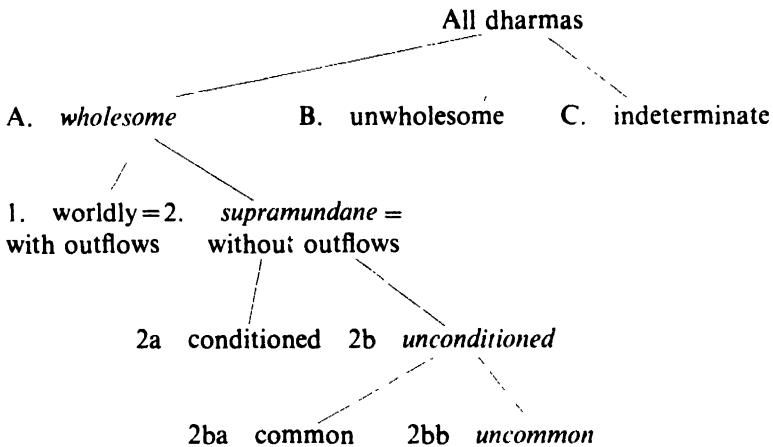 All dharmas
A. wholesome B. unwholesome C. indeterminate
1. worldly = 2. supramundane =
with outflows without outflows
2a conditioned 2b unconditioned
2ba common 2bb uncommon